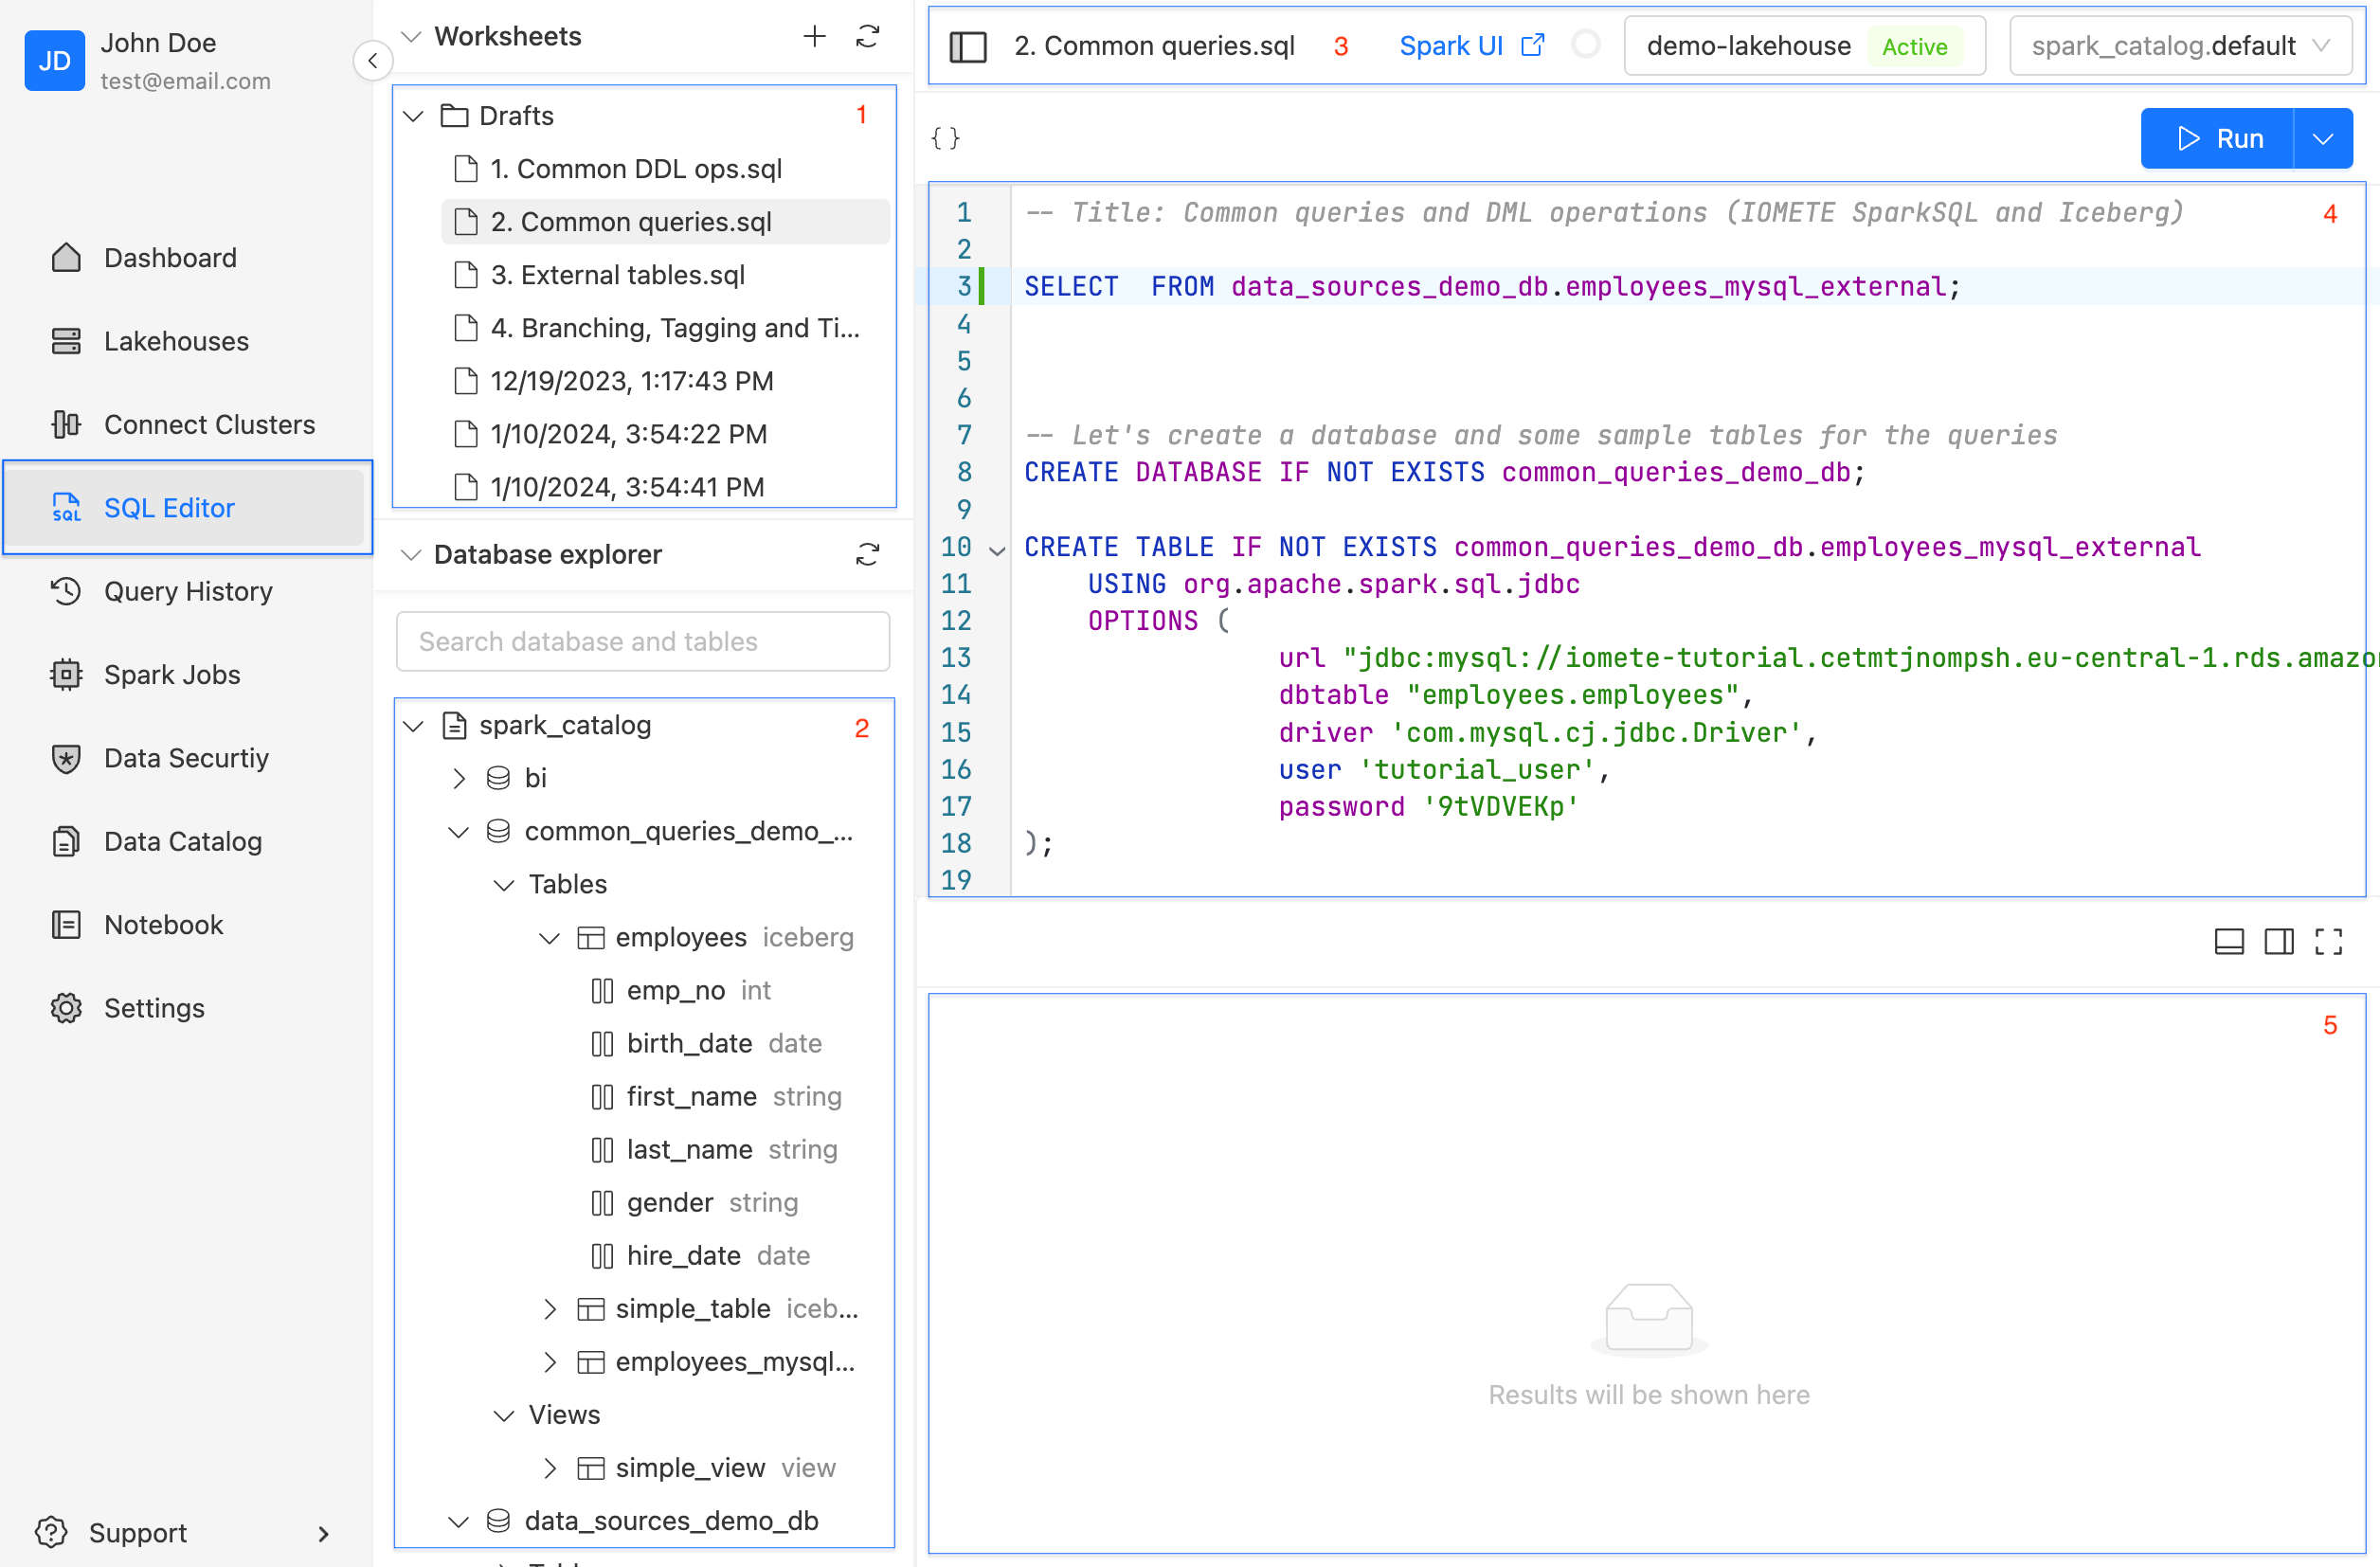 JD
John Doe
test@email.com
Dashboard
Lakehouses
Connect Clusters
SQL
SQL Editor
Query History
Spark Jobs
Data Securtiy
Data Catalog
Notebook
Settings
Support
Worksheets
Drafts 1
1. Common DDL ops.sql
2. Common queries.sql
3. External tables.sql
4. Branching, Tagging and Ti...
12/19/2023, 1:17:43 PM
1/10/2024, 3:54:22 PM
1/10/2024, 3:54:41 PM
Database explorer
Search database and tables
spark_catalog 2
bi
common_queries_demo_...
Tables
employees iceberg
emp_no int
birth_date date
first_name string
last_name string
gender string
hire_date date
simple_table iceb...
employees_mysql...
Views
simple_view view
data_sources_demo_db
2. Common queries.sql 3 Spark UI demo-lakehouse Active spark_catalog.default
{ } Run
1 -- Title: Common queries and DML operations (IOMETE SparkSQL and Iceberg) 4
2
3 SELECT  FROM data_sources_demo_db.employees_mysql_external;
4
5
6
7 -- Let's create a database and some sample tables for the queries
8 CREATE DATABASE IF NOT EXISTS common_queries_demo_db;
9
10 CREATE TABLE IF NOT EXISTS common_queries_demo_db.employees_mysql_external
11 USING org.apache.spark.sql.jdbc
12 OPTIONS (
13 url "jdbc:mysql://iomete-tutorial.cetmtjnompsh.eu-central-1.rds.amazo
14 dbtable "employees.employees",
15 driver 'com.mysql.cj.jdbc.Driver',
16 user 'tutorial_user',
17 password '9tVDVEKp'
18 );
19
5
Results will be shown here